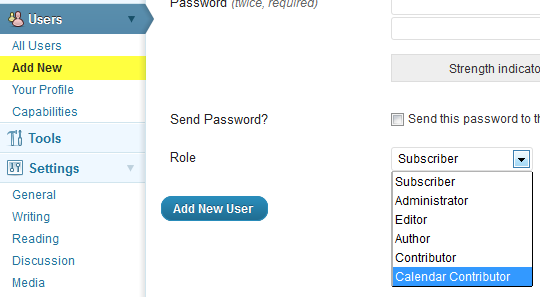 Users
All Users
Add New
Your Profile
Capabilities
Tools
Settings
General
Writing
Reading
Discussion
Media
Password (twice, required)
Strength indicator
Send Password?
Send this password to th
Role
Subscriber
Subscriber
Administrator
Editor
Author
Contributor
Calendar Contributor
Add New User